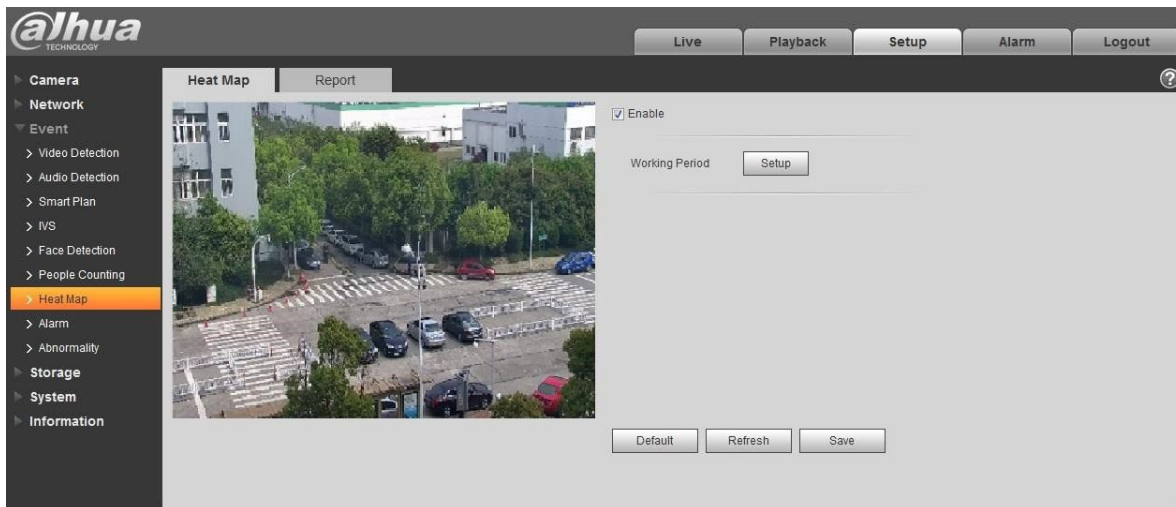 alhua
TECHNOLOGY
Live
Playback
Setup
Alarm
Logout
Camera
Network
Event
> Video Detection
> Audio Detection
> Smart Plan
> IVS
> Face Detection
> People Counting
> Heat Map
> Alarm
> Abnormality
Storage
System
Information
Heat Map
Report
?
Enable
Working Period
Setup
Default
Refresh
Save